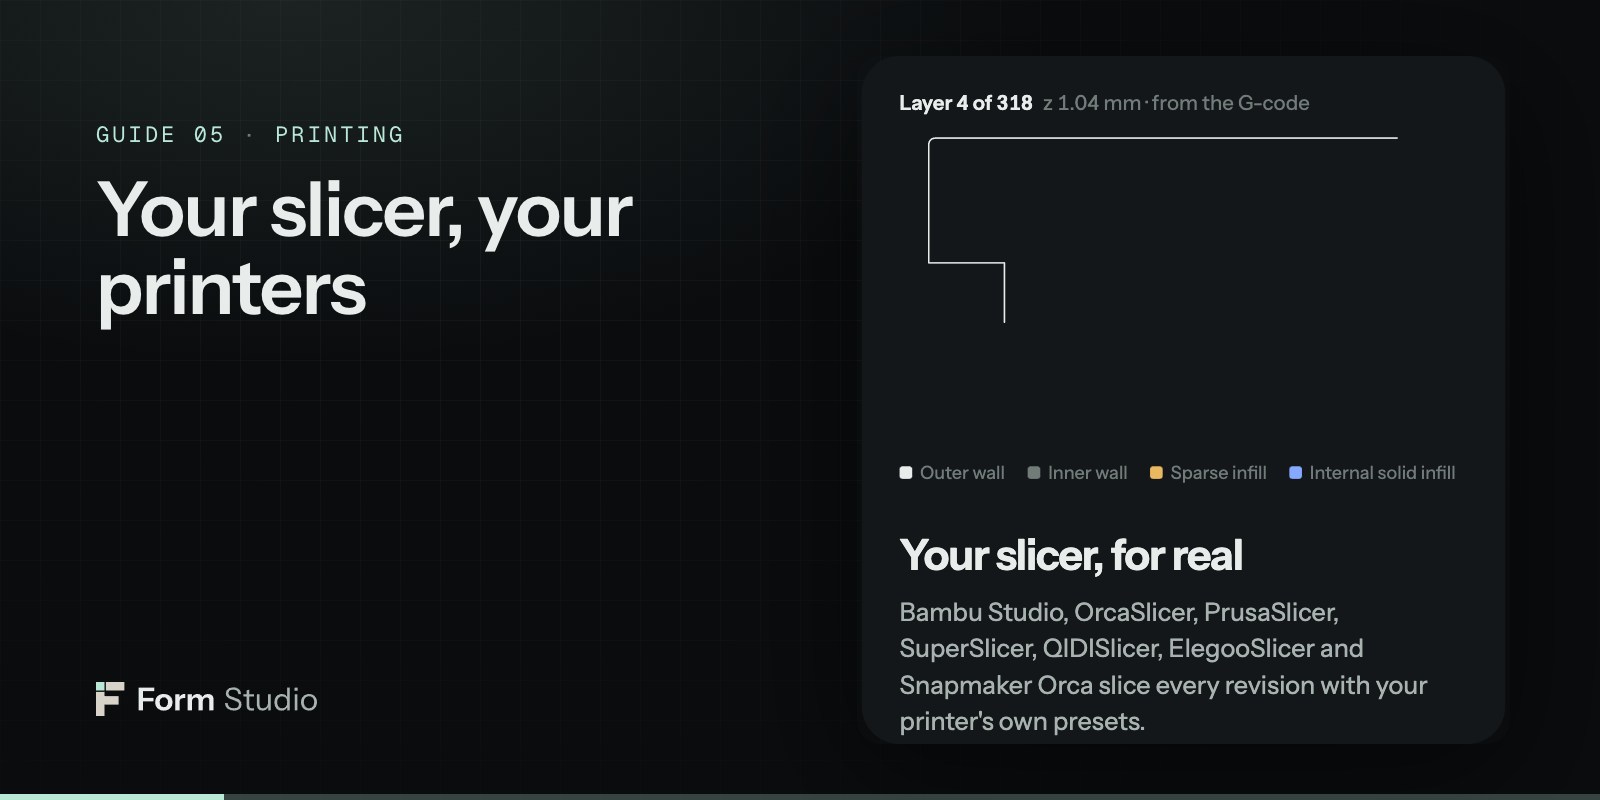 GUIDE 05 · PRINTING
Your slicer, your
printers
Form Studio
Layer 4 of 318 z 1.04 mm · from the G-code
Outer wall Inner wall Sparse infill Internal solid infill
Your slicer, for real
Bambu Studio, OrcaSlicer, PrusaSlicer,
SuperSlicer, QIDISlicer, ElegooSlicer and
Snapmaker Orca slice every revision with your
printer's own presets.